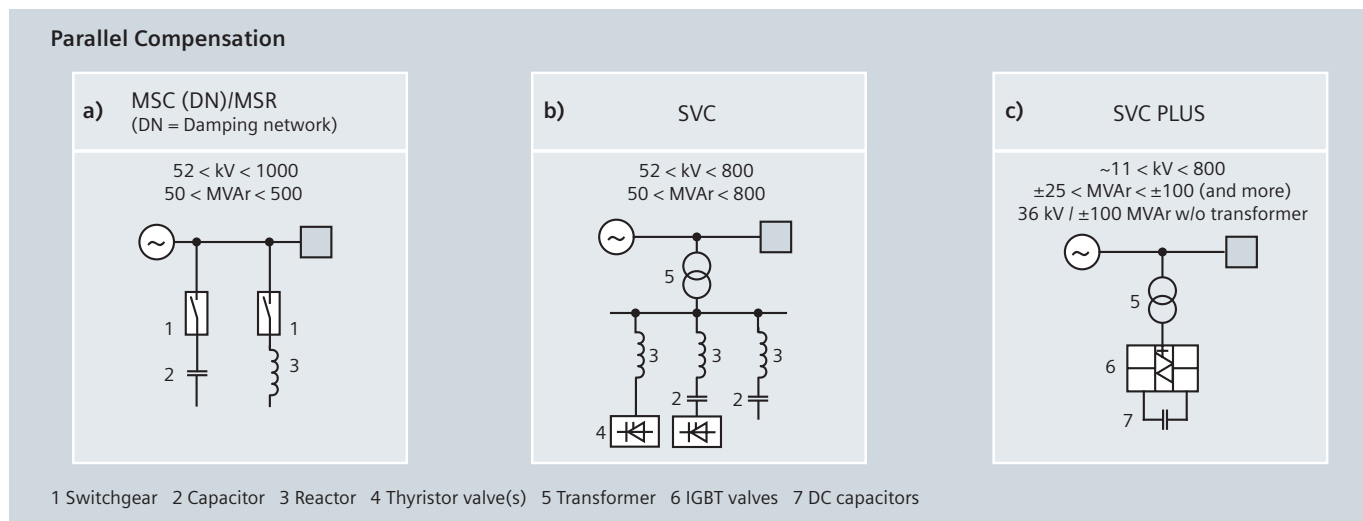 Parallel Compensation
a) MSC (DN)/MSR
(DN = Damping network)
52 < kV < 1000
50 < MVAr < 500
1
1
2
3
b) SVC
52 < kV < 800
50 < MVAr < 800
5
3
3
3
2
2
4
c) SVC PLUS
~11 < kV < 800
±25 < MVAr < ±100 (and more)
36 kV / ±100 MVAr w/o transformer
5
6
7
1 Switchgear 2 Capacitor 3 Reactor 4 Thyristor valve(s) 5 Transformer 6 IGBT valves 7 DC capacitors